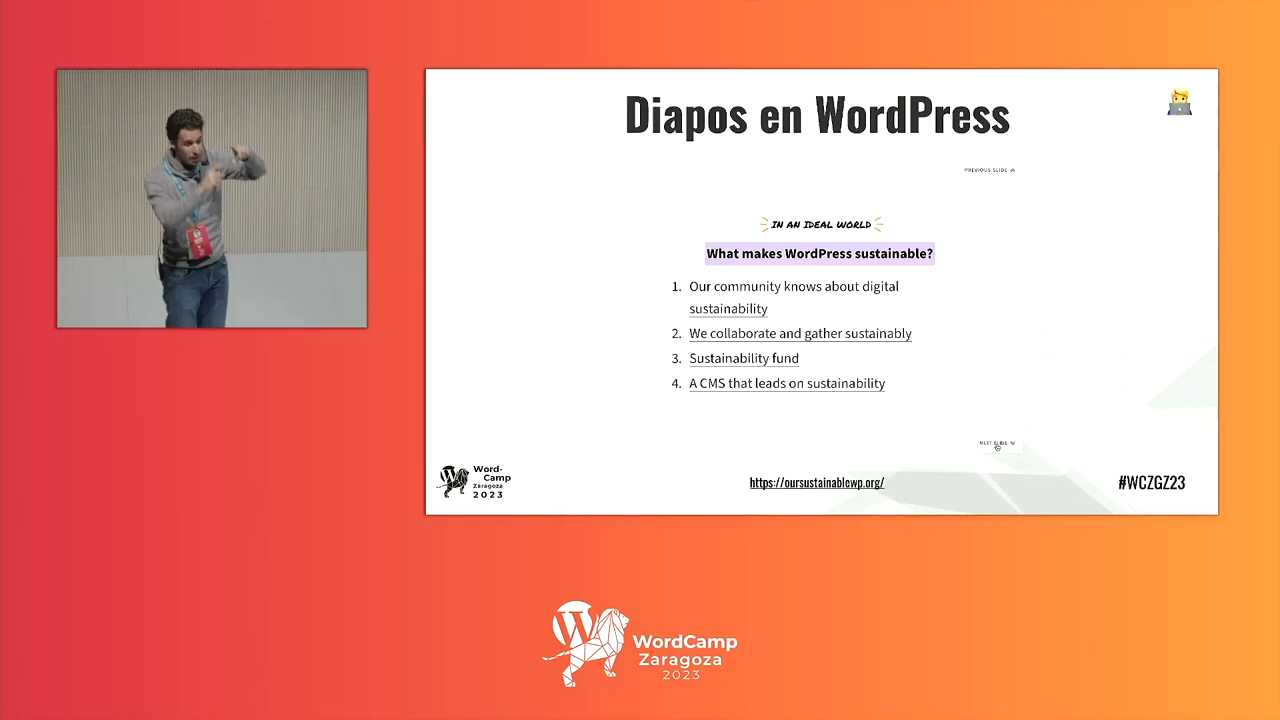 Diapos en WordPress
PREVIOUS SLIDE
IN AN IDEAL WORLD
What makes WordPress sustainable?
1. Our community knows about digital
sustainability
2. We collaborate and gather sustainably
3. Sustainability fund
4. A CMS that leads on sustainability
NEXT SLIDE
Word-
Camp
Zaragoza
2023
https://oursustainablewp.org/
#WCZGZ23
WordCamp
Zaragoza
2023